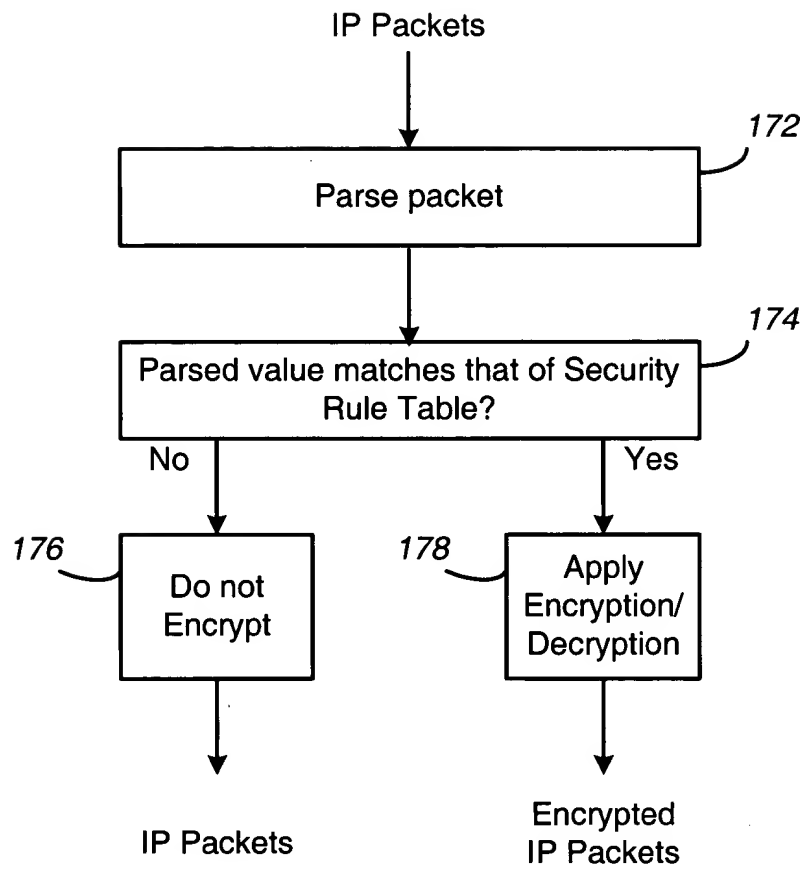 IP Packets
172
Parse packet
174
Parsed value matches that of Security
Rule Table?
No
Yes
176
Do not
Encrypt
178
Apply
Encryption/
Decryption
IP Packets
Encrypted
IP Packets